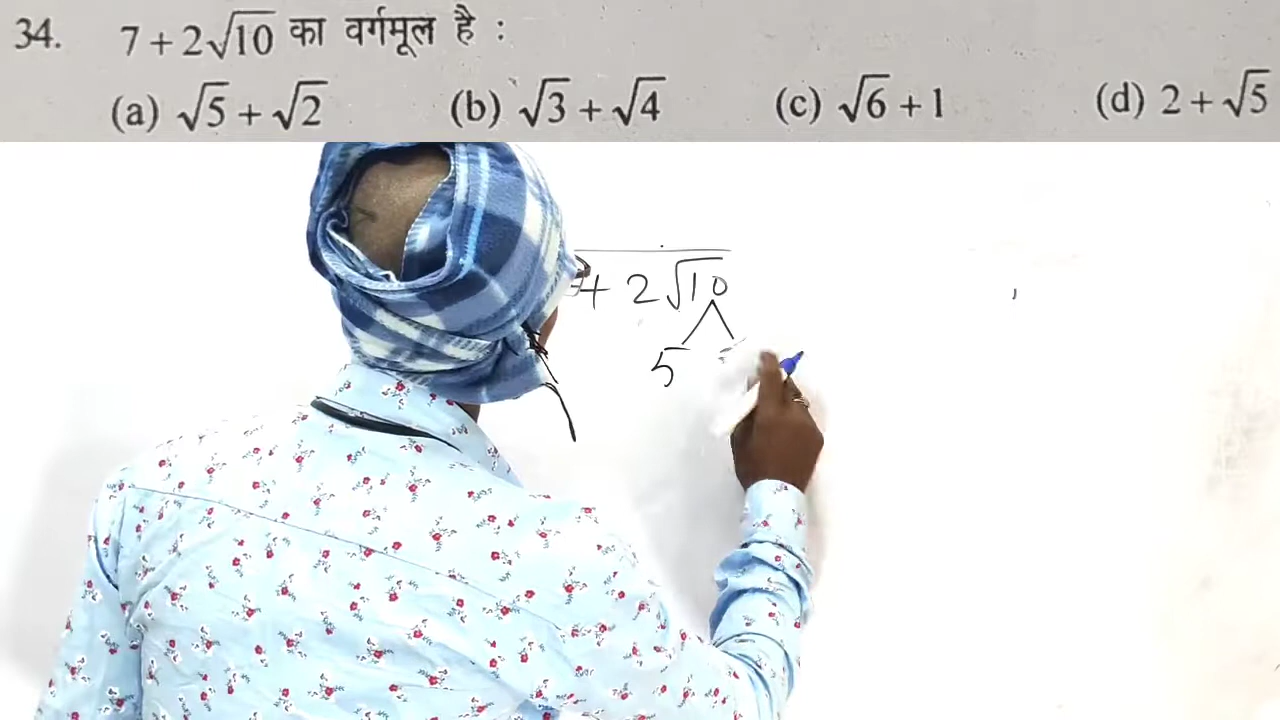 34. 7 + 2√10 का वर्गमूल है :
(a) √5 + √2 (b) √3 + √4 (c) √6 + 1 (d) 2 + √5
+ 2√10
5